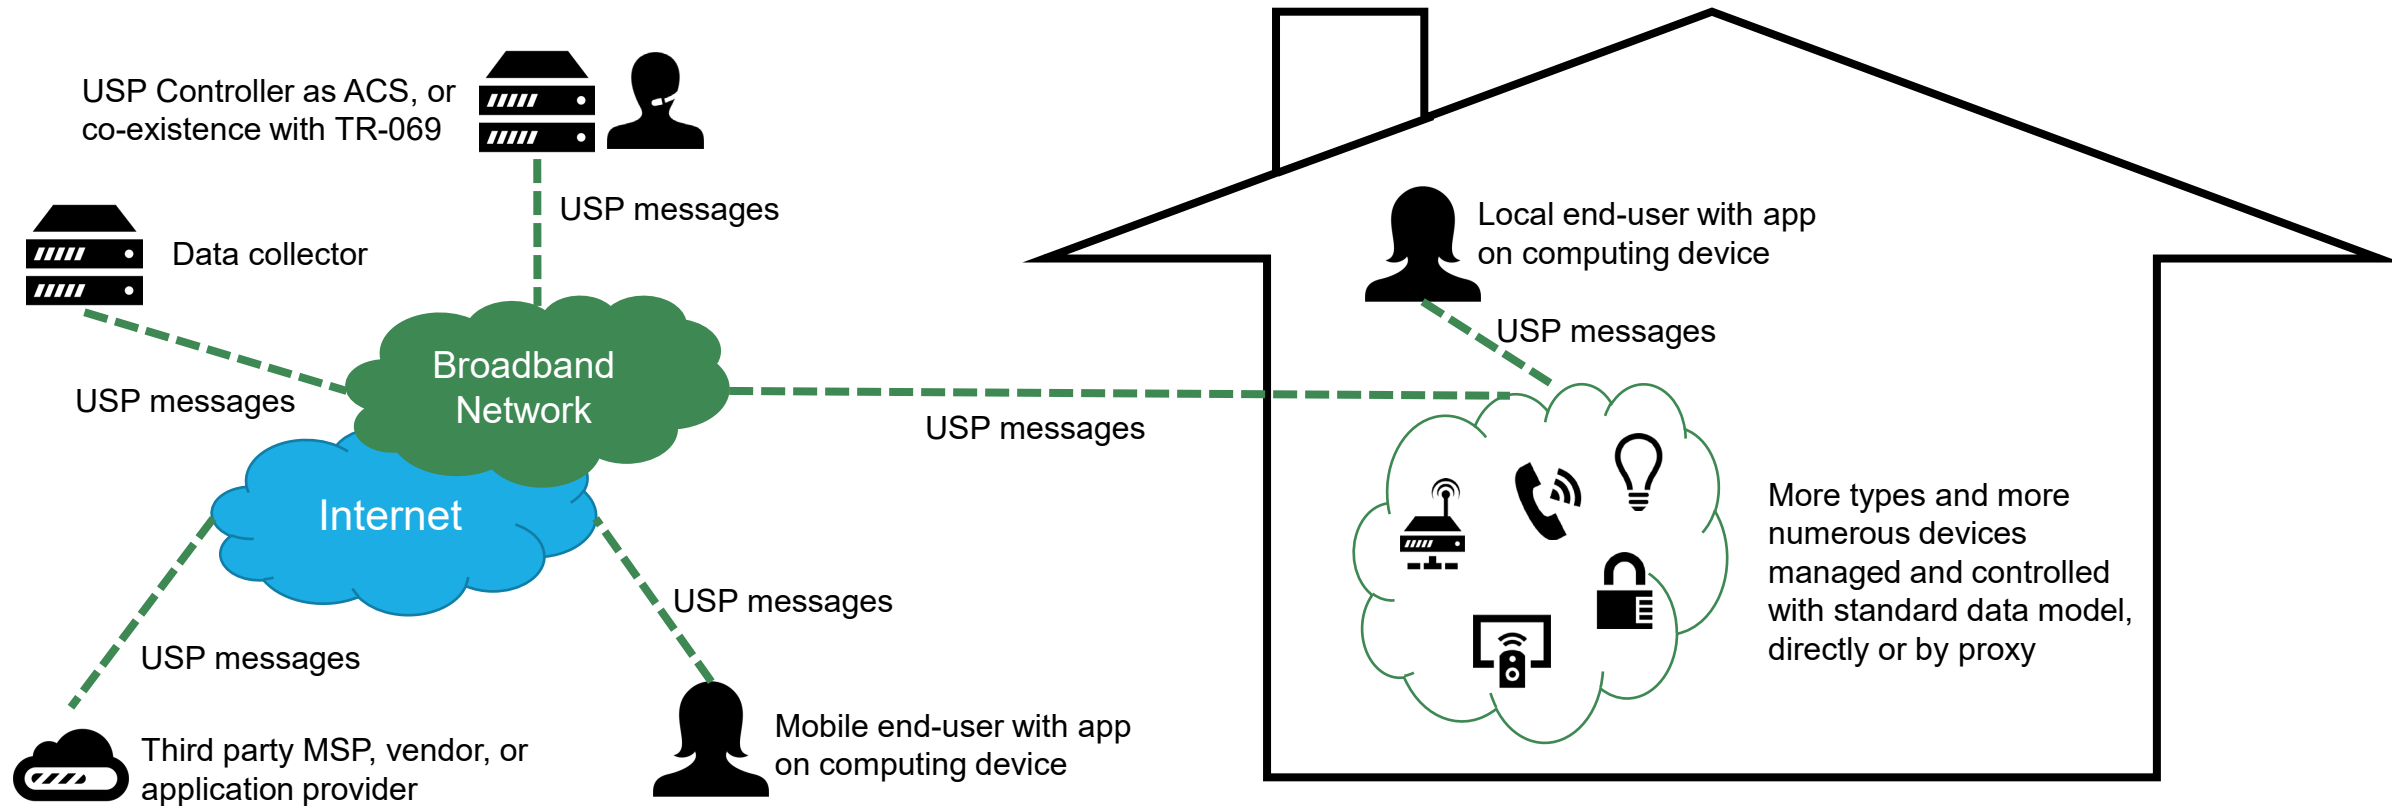 USP Controller as ACS, or
co-existence with TR-069
USP messages
Data collector
USP messages
Broadband
Network
Internet
USP messages
USP messages
USP messages
Third party MSP, vendor, or
application provider
Mobile end-user with app
on computing device
Local end-user with app
on computing device
USP messages
More types and more
numerous devices
managed and controlled
with standard data model,
directly or by proxy